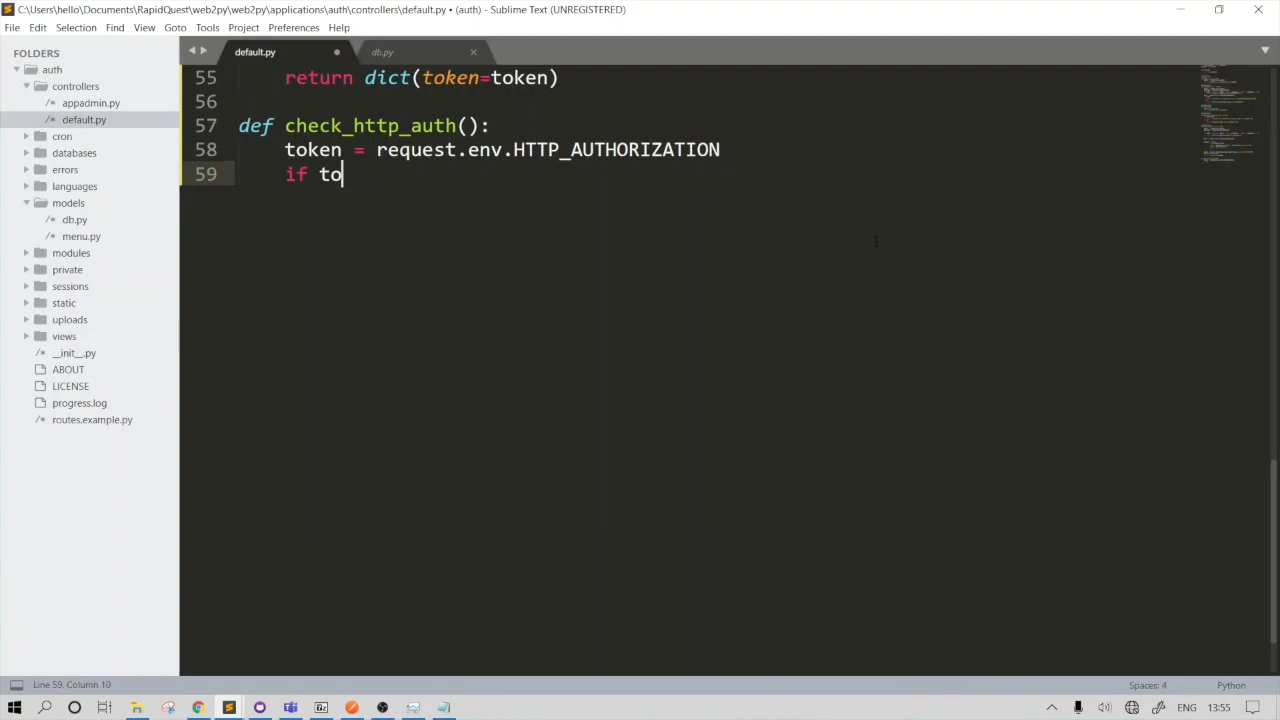 C:\Users\hello\Documents\RapidQuest\web2py\web2py\applications\auth\controllers\default.py • (auth) - Sublime Text (UNREGISTERED)
File Edit Selection Find View Goto Tools Project Preferences Help
FOLDERS
auth
controllers
/* appadmin.py
/* default.py
cron
databases
errors
languages
models
/* db.py
/* menu.py
modules
private
sessions
static
uploads
views
/* __init__.py
ABOUT
LICENSE
progress.log
/* routes.example.py
default.py
db.py
55 return dict(token=token)
56
57 def check_http_auth():
58 token = request.env.HTTP_AUTHORIZATION
59 if to
Line 59, Column 10
Spaces: 4
Python
ENG
13:55